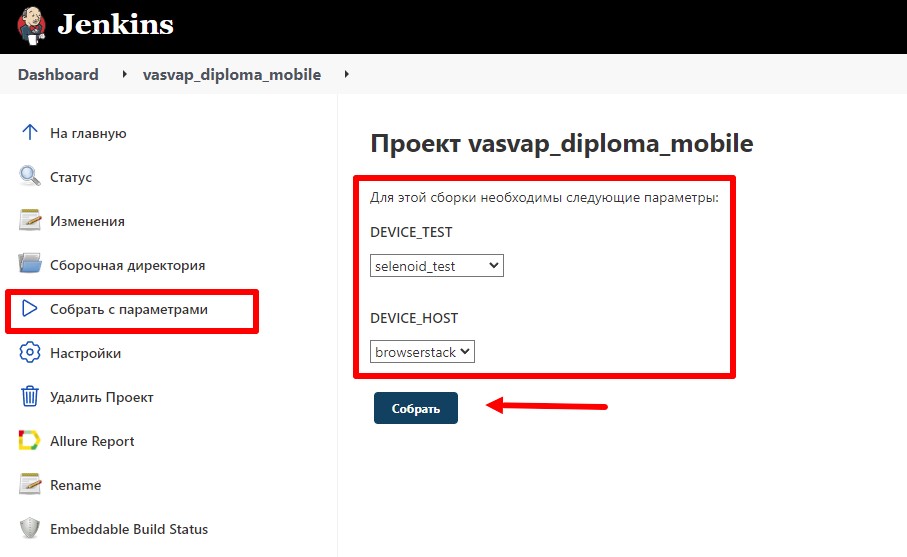 Jenkins
Dashboard
vasvap_diploma_mobile
На главную
Статус
Изменения
Сборочная директория
Собрать с параметрами
Настройки
Удалить Проект
Allure Report
Rename
Embeddable Build Status
Проект vasvap_diploma_mobile
Для этой сборки необходимы следующие параметры:
DEVICE_TEST
selenoid_test
DEVICE_HOST
browserstack
Собрать